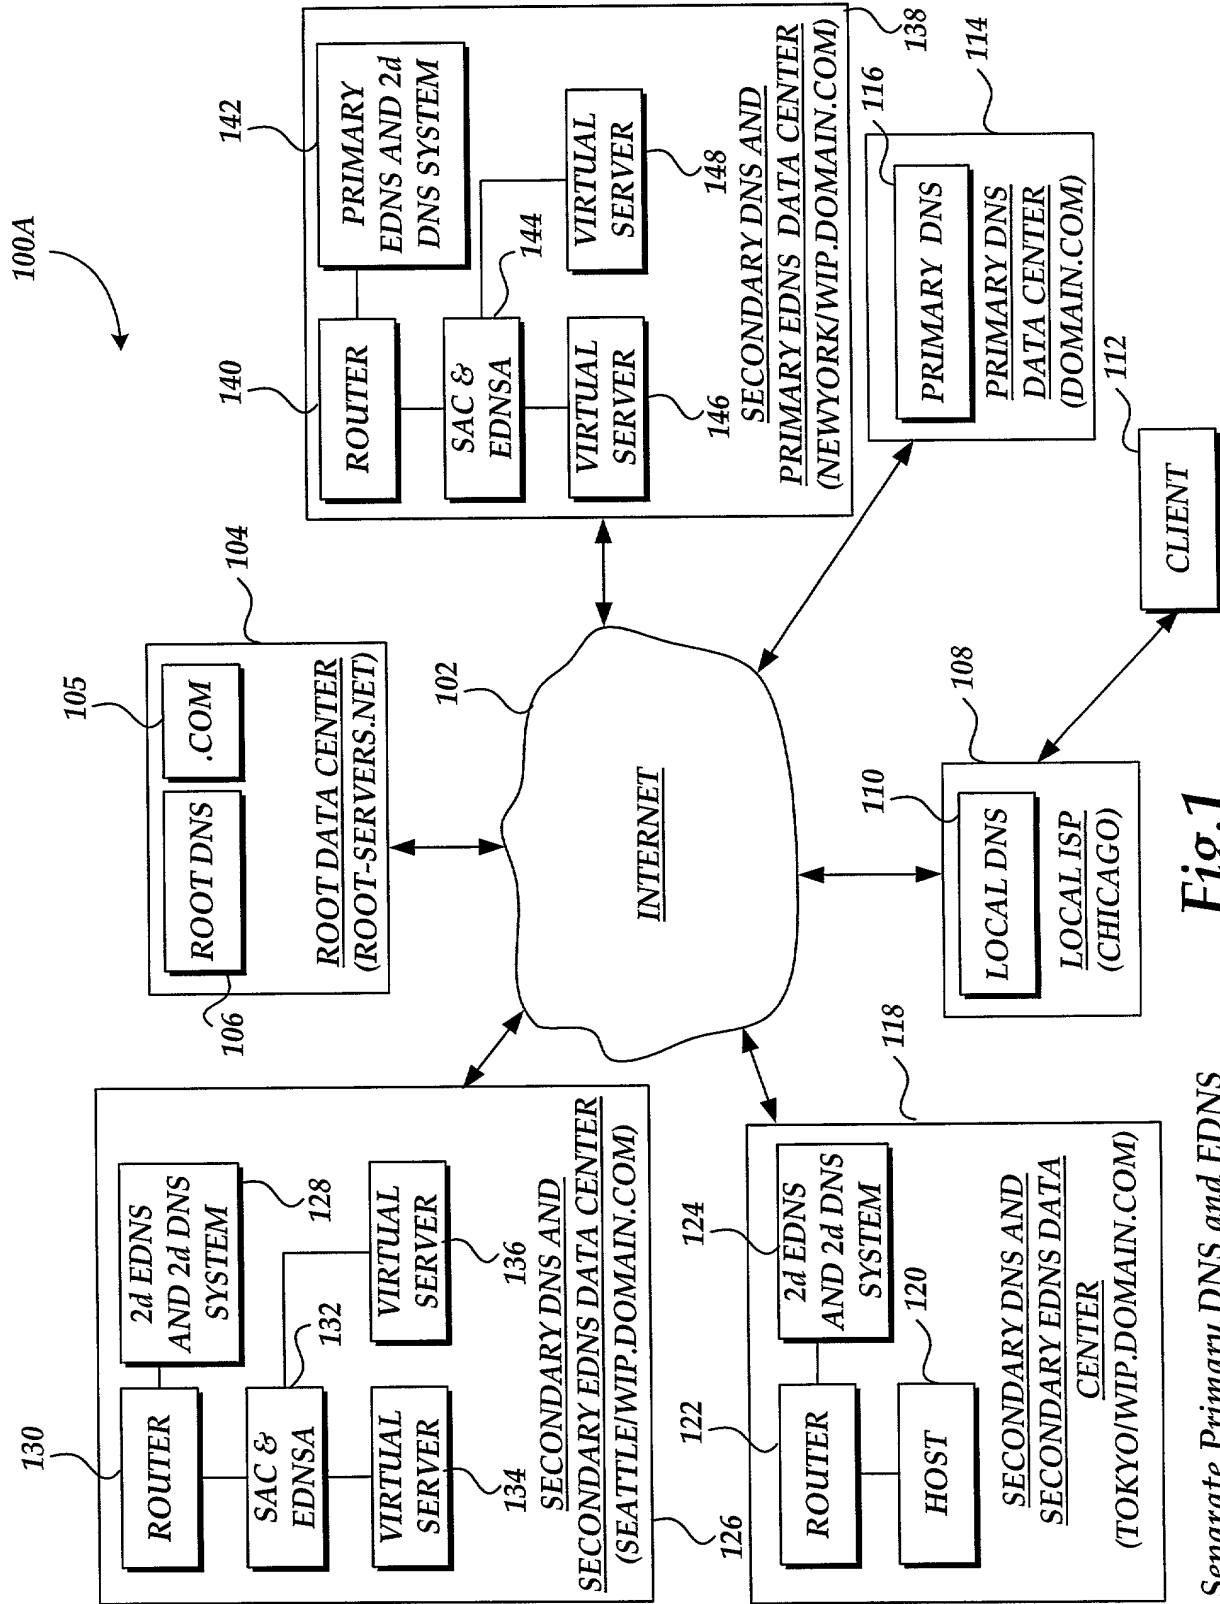 100A
130
ROUTER
2d EDNS
AND 2d DNS
SYSTEM
128
SAC &
EDNSA
132
VIRTUAL
SERVER
134
VIRTUAL
SERVER
136
SECONDARY DNS AND
SECONDARY EDNS DATA CENTER
(SEATTLE/WIP.DOMAIN.COM)
126
105
.COM
ROOT DNS
106
ROOT DATA CENTER
(ROOT-SERVERS.NET)
104
142
PRIMARY
EDNS AND 2d
DNS SYSTEM
140
ROUTER
SAC &
EDNSA
144
VIRTUAL
SERVER
146
VIRTUAL
SERVER
148
SECONDARY DNS AND
PRIMARY EDNS DATA CENTER
(NEWYORK/WIP.DOMAIN.COM)
138
102
INTERNET
122
ROUTER
2d EDNS
AND 2d DNS
SYSTEM
124
HOST
120
SECONDARY DNS AND
SECONDARY EDNS DATA
CENTER
(TOKYO/WIP.DOMAIN.COM)
118
110
LOCAL DNS
LOCAL ISP
(CHICAGO)
108
116
PRIMARY DNS
PRIMARY DNS
DATA CENTER
(DOMAIN.COM)
114
112
CLIENT
Separate Primary DNS and EDNS
Fig.1